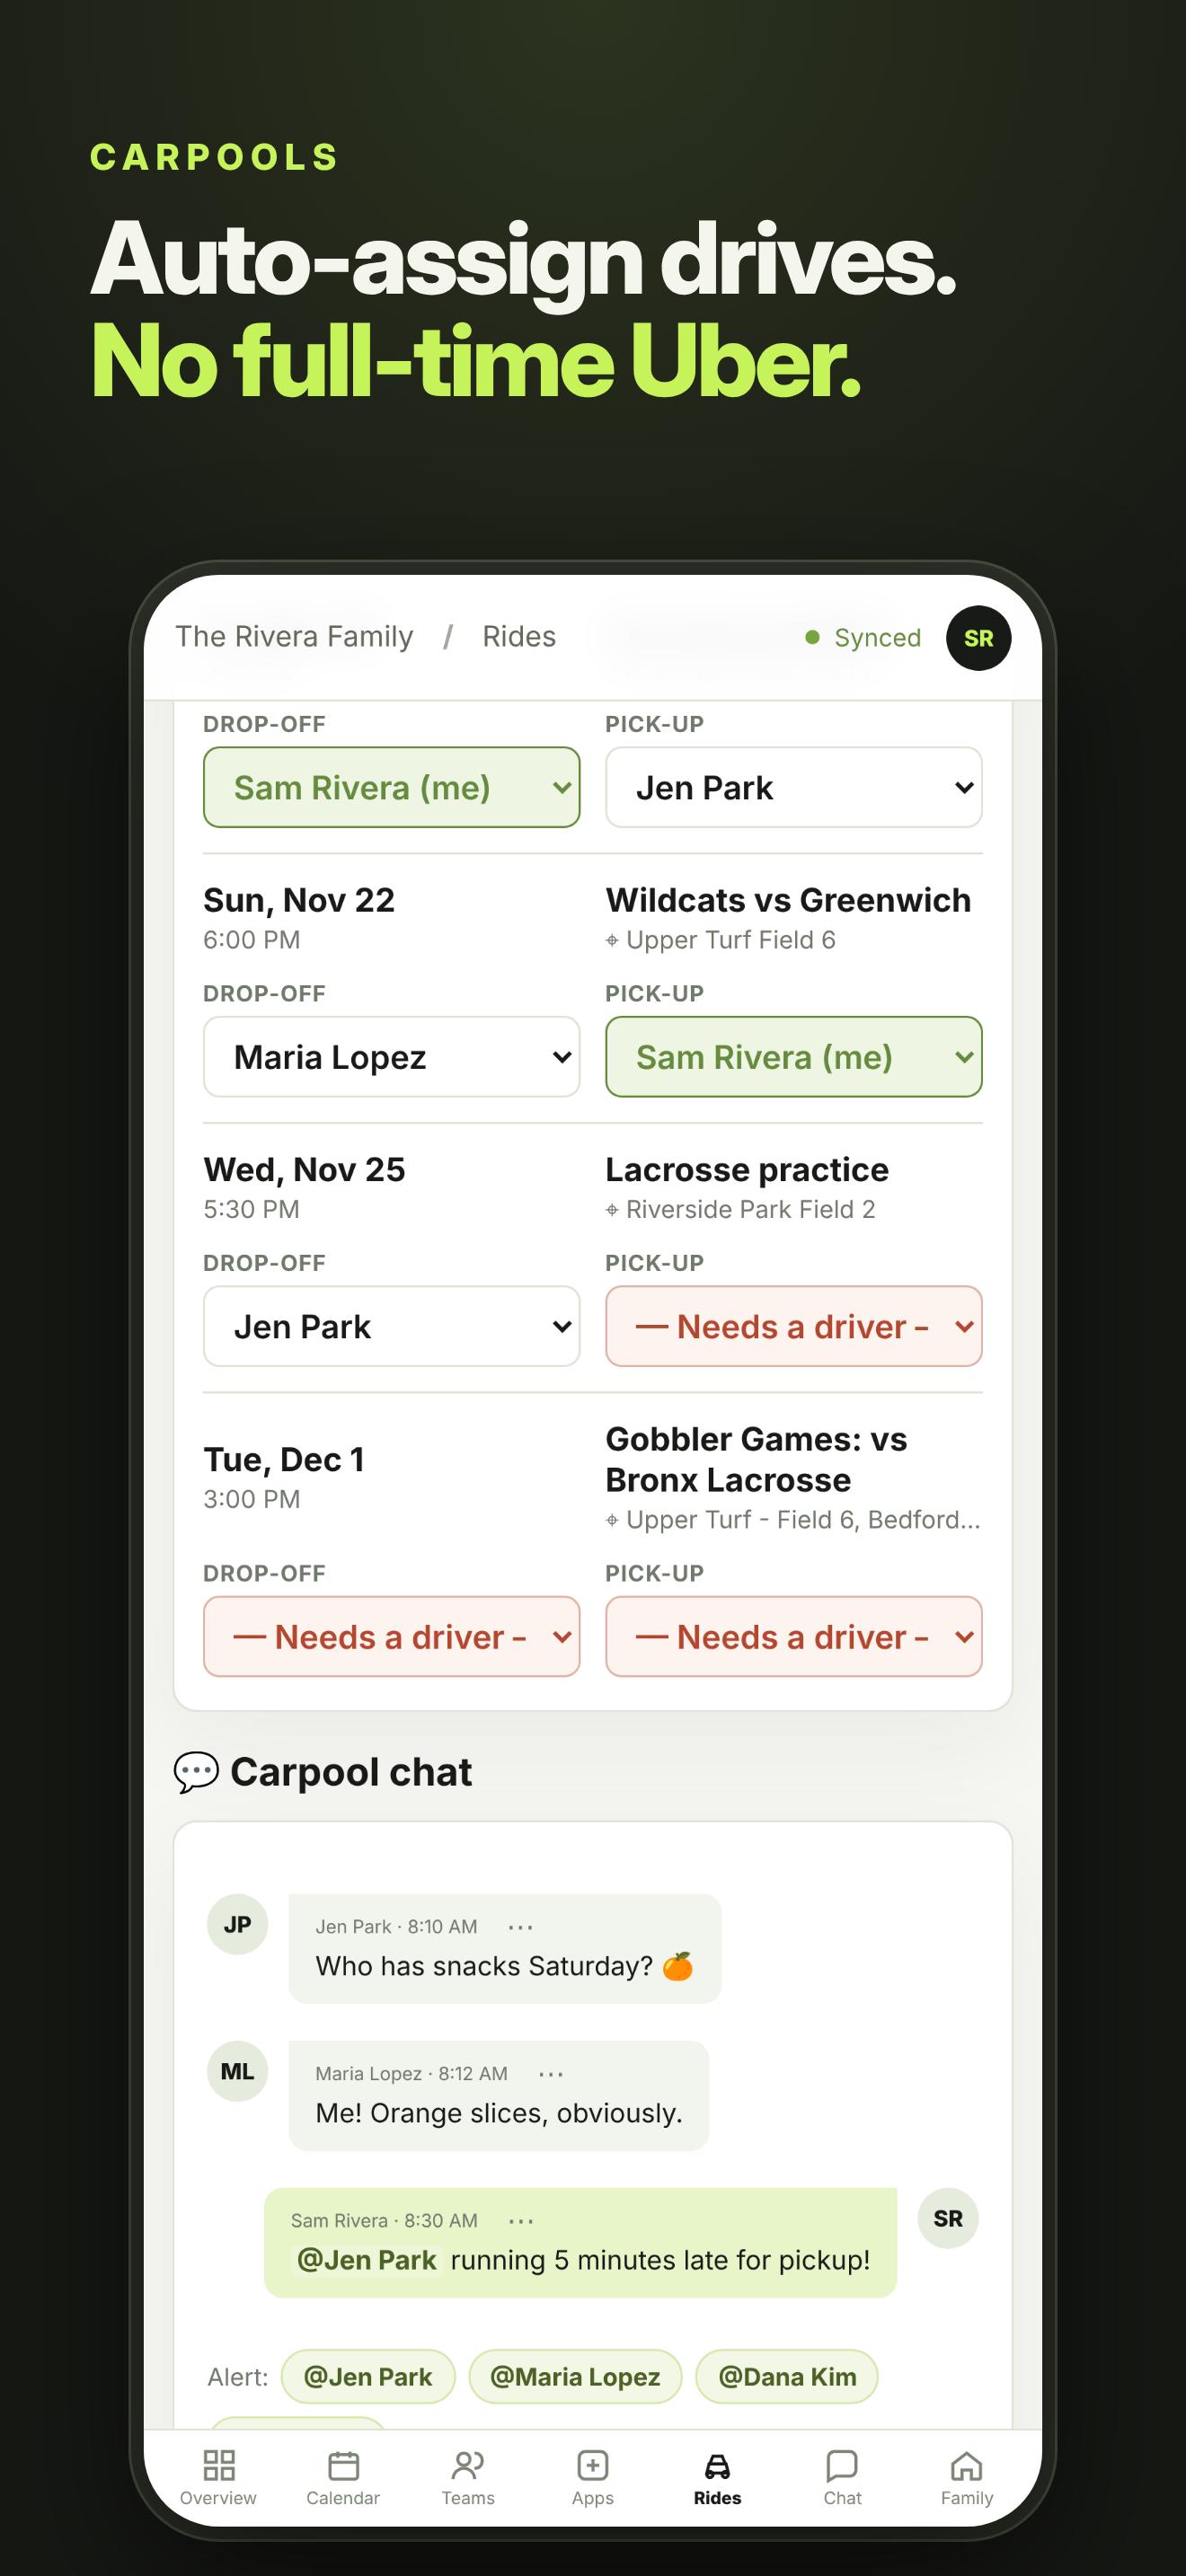 CARPOOLS
Auto-assign drives.
No full-time Uber.
The Rivera Family / Rides
Synced
SR
DROP-OFF
PICK-UP
Sam Rivera (me)
Jen Park
Sun, Nov 22
6:00 PM
Wildcats vs Greenwich
⌖ Upper Turf Field 6
DROP-OFF
PICK-UP
Maria Lopez
Sam Rivera (me)
Wed, Nov 25
5:30 PM
Lacrosse practice
⌖ Riverside Park Field 2
DROP-OFF
PICK-UP
Jen Park
— Needs a driver -
Tue, Dec 1
3:00 PM
Gobbler Games: vs
Bronx Lacrosse
⌖ Upper Turf - Field 6, Bedford...
DROP-OFF
PICK-UP
— Needs a driver -
— Needs a driver -
💬 Carpool chat
JP
Jen Park · 8:10 AM ···
Who has snacks Saturday? 🍊
ML
Maria Lopez · 8:12 AM ···
Me! Orange slices, obviously.
Sam Rivera · 8:30 AM ···
SR
@Jen Park running 5 minutes late for pickup!
Alert: @Jen Park @Maria Lopez @Dana Kim
Overview
Calendar
Teams
Apps
Rides
Chat
Family